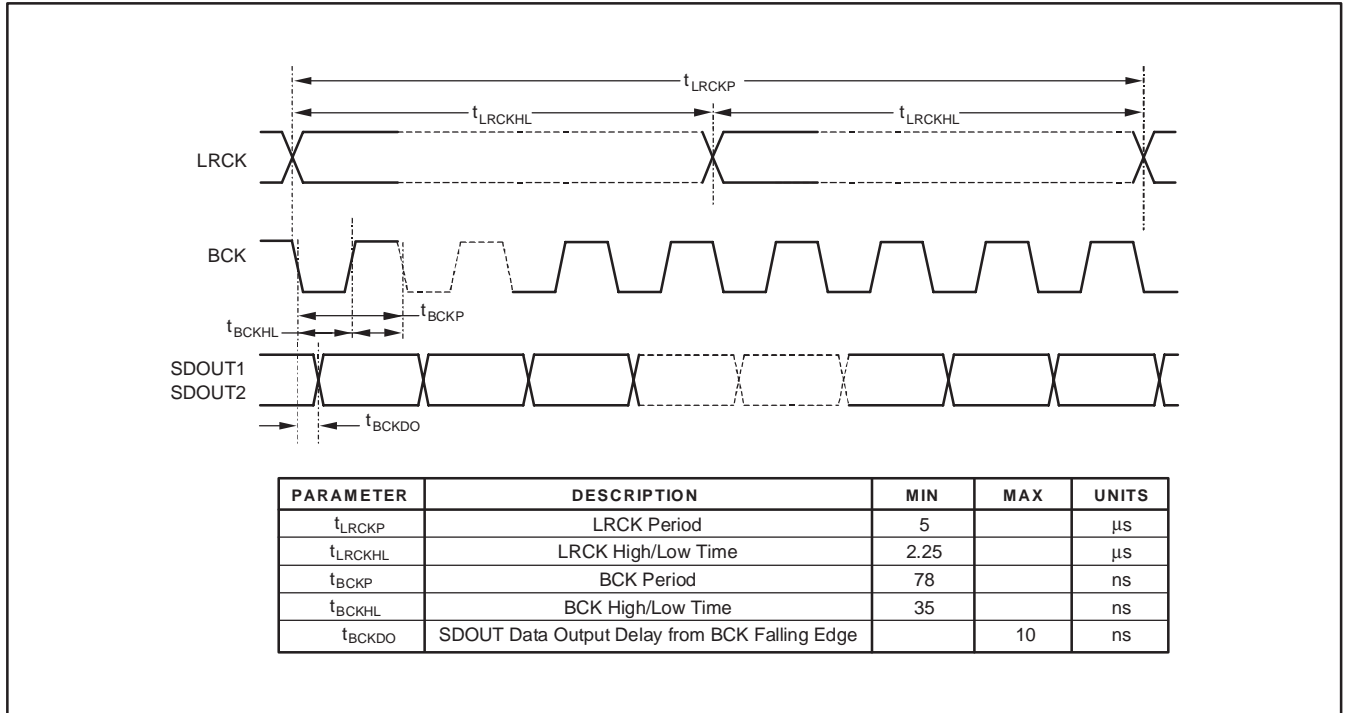 tLRCKP
tLRCKHL tLRCKHL
LRCK
BCK
tBCKP
tBCKHL
SDOUT1
SDOUT2
tBCKDO
PARAMETER DESCRIPTION MIN MAX UNITS
tLRCKP LRCK Period 5 μs
tLRCKHL LRCK High/Low Time 2.25 μs
tBCKP BCK Period 78 ns
tBCKHL BCK High/Low Time 35 ns
tBCKDO SDOUT Data Output Delay from BCK Falling Edge 10 ns